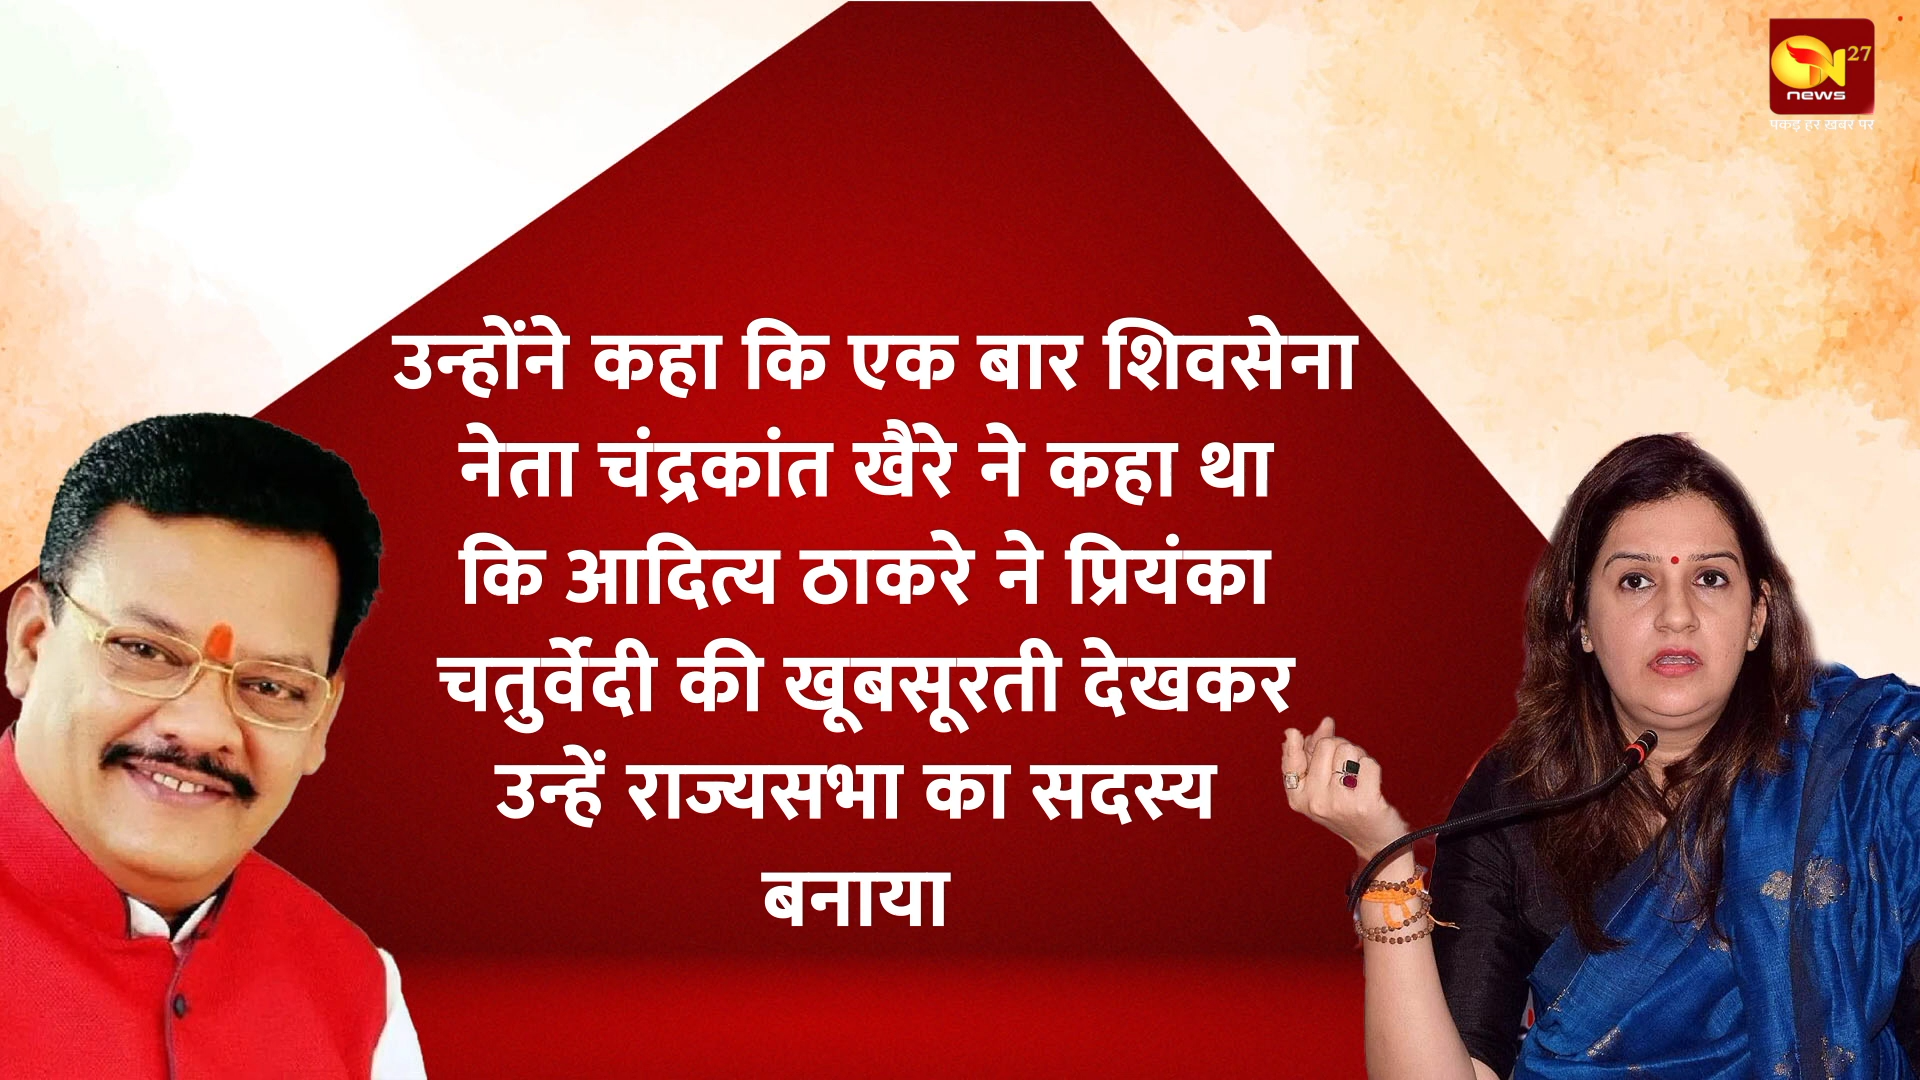 27
news
पकड़ हर ख़बर पर
उन्होंने कहा कि एक बार शिवसेना
नेता चंद्रकांत खैरे ने कहा था
कि आदित्य ठाकरे ने प्रियंका
चतुर्वेदी की खूबसूरती देखकर
उन्हें राज्यसभा का सदस्य
बनाया